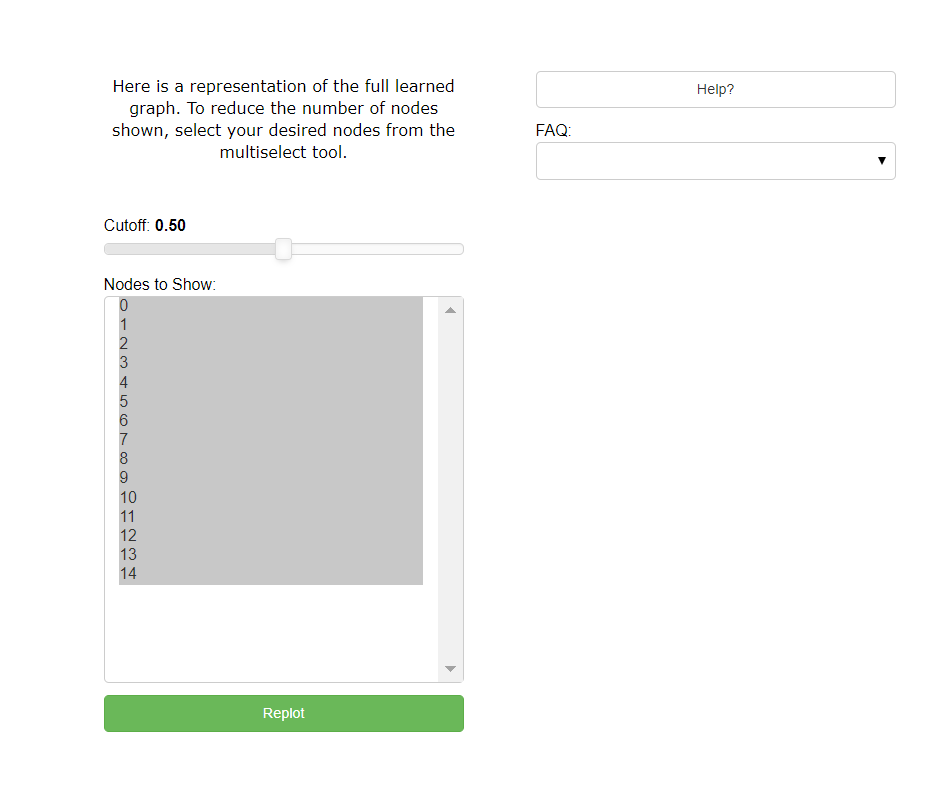 Here is a representation of the full learned
graph. To reduce the number of nodes
shown, select your desired nodes from the
multiselect tool.
Cutoff: 0.50
Nodes to Show:
0
1
2
3
4
5
6
7
8
9
10
11
12
13
14
Replot
Help?
FAQ: